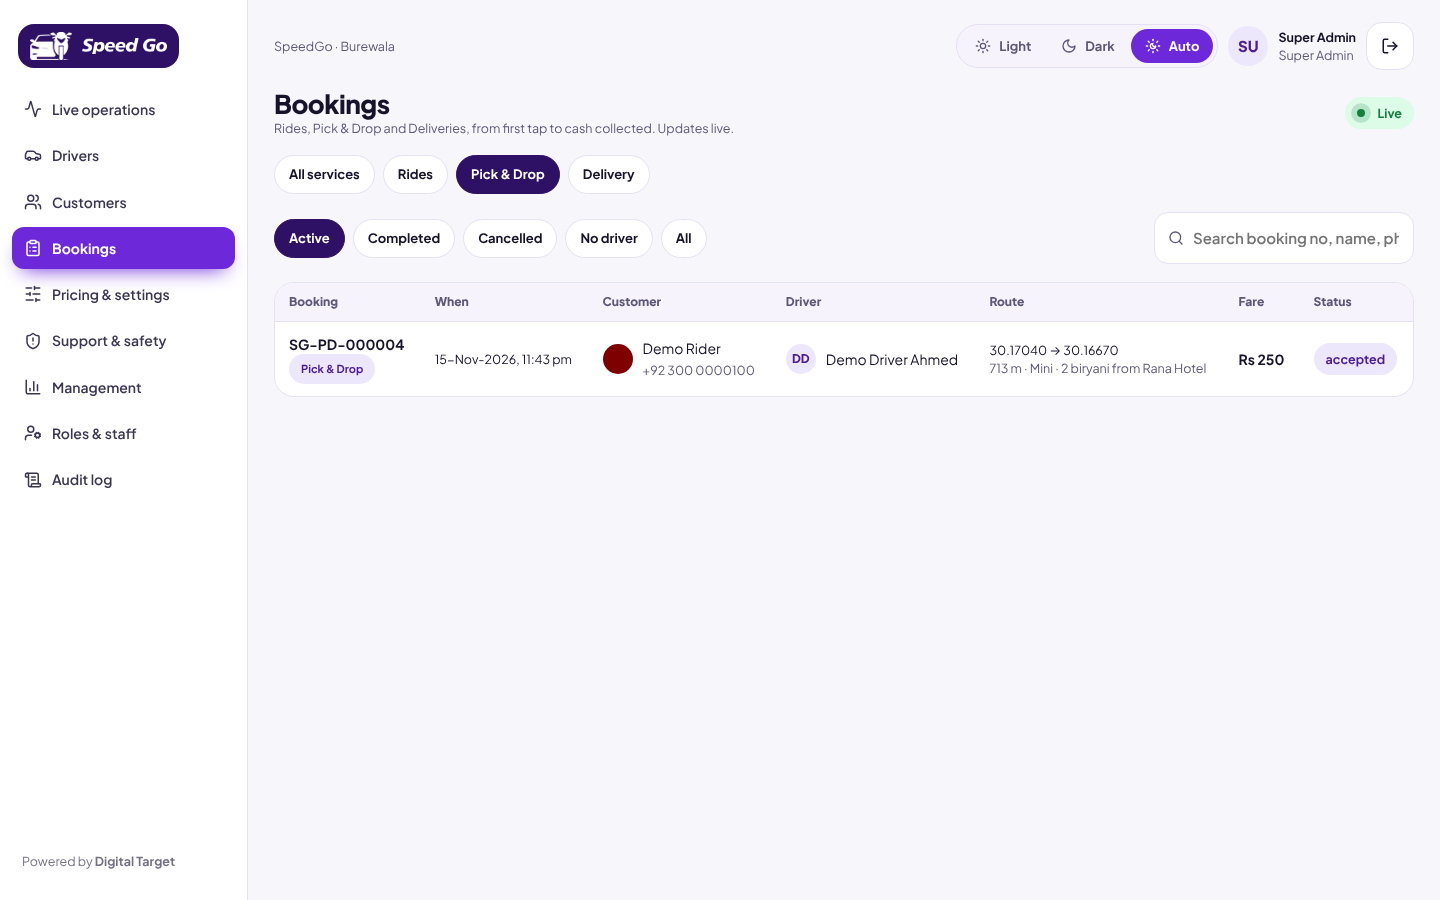 Speed Go
Live operations
Drivers
Customers
Bookings
Pricing & settings
Support & safety
Management
Roles & staff
Audit log
Powered by Digital Target
SpeedGo · Burewala
Light
Dark
Auto
SU
Super Admin
Super Admin
Bookings
Rides, Pick & Drop and Deliveries, from first tap to cash collected. Updates live.
Live
All services
Rides
Pick & Drop
Delivery
Active
Completed
Cancelled
No driver
All
Search booking no, name, ph
Booking When Customer Driver Route Fare Status
SG-PD-000004
Pick & Drop
15-Nov-2026, 11:43 pm
Demo Rider
+92 300 0000100
DD
Demo Driver Ahmed
30.17040 → 30.16670
713 m · Mini · 2 biryani from Rana Hotel
Rs 250
accepted